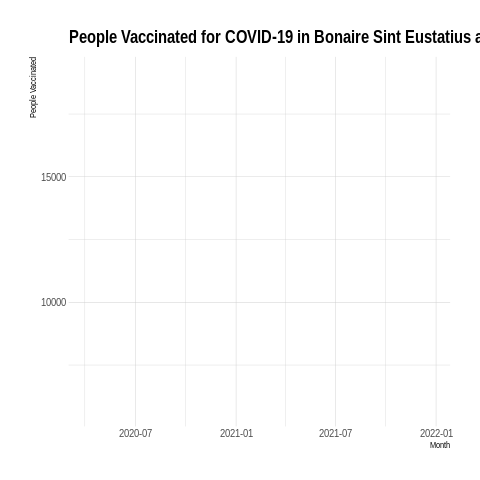 People Vaccinated for COVID-19 in Bonaire Sint Eustatius a
People Vaccinated
15000
10000
2020-07
2021-01
2021-07
2022-01
Month